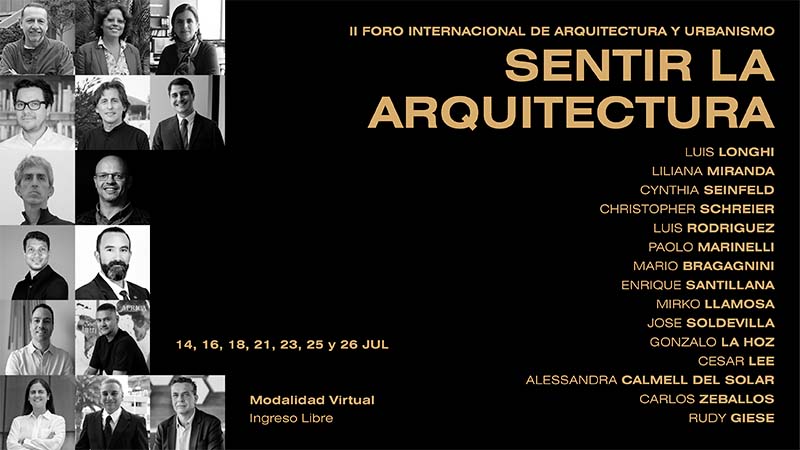 II FORO INTERNACIONAL DE ARQUITECTURA Y URBANISMO
SENTIR LA
ARQUITECTURA
LUIS LONGHI
LILIANA MIRANDA
CYNTHIA SEINFELD
CHRISTOPHER SCHREIER
LUIS RODRIGUEZ
PAOLO MARINELLI
MARIO BRAGAGNINI
ENRIQUE SANTILLANA
MIRKO LLAMOSA
JOSE SOLDEVILLA
GONZALO LA HOZ
CESAR LEE
ALESSANDRA CALMELL DEL SOLAR
CARLOS ZEBALLOS
RUDY GIESE
14, 16, 18, 21, 23, 25 y 26 JUL
Modalidad Virtual
Ingreso Libre